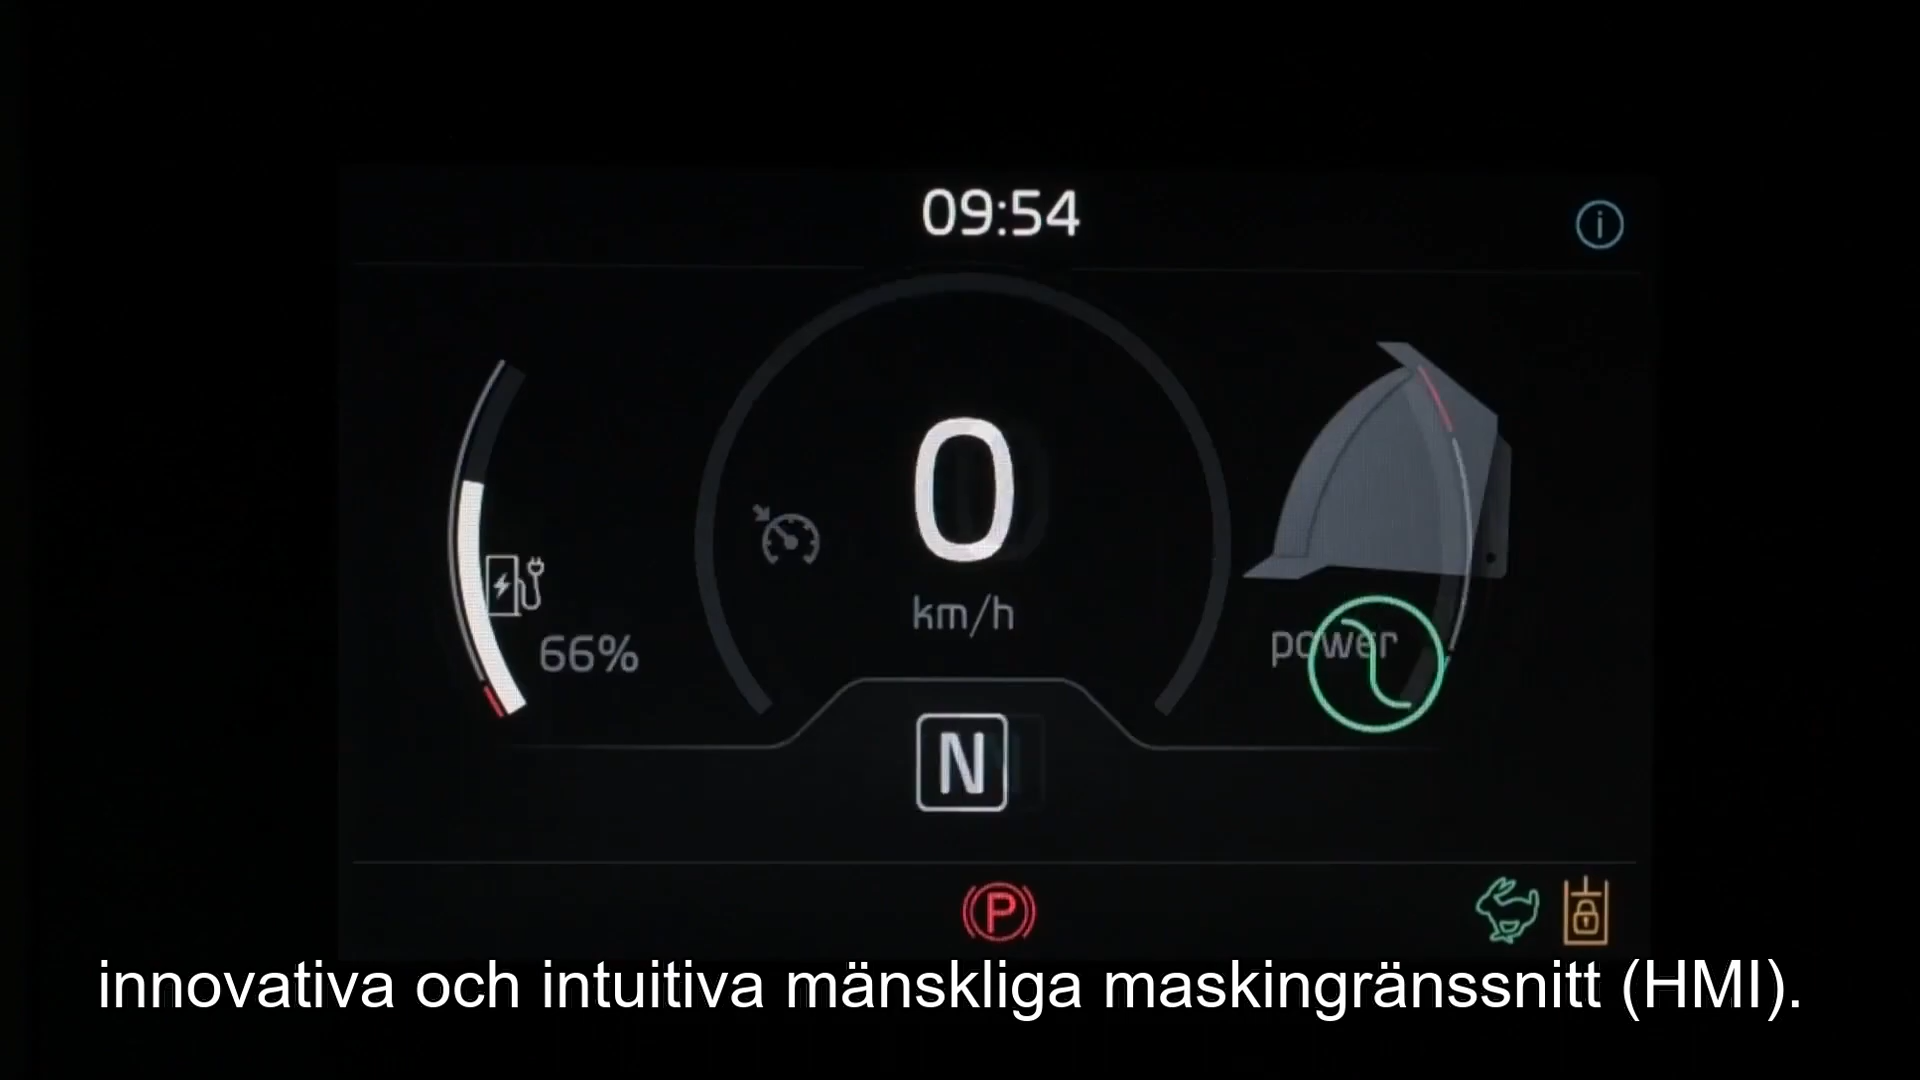 09:54
i
0
km/h
66%
power
N
P
innovativa och intuitiva mänskliga maskingränssnitt (HMI).